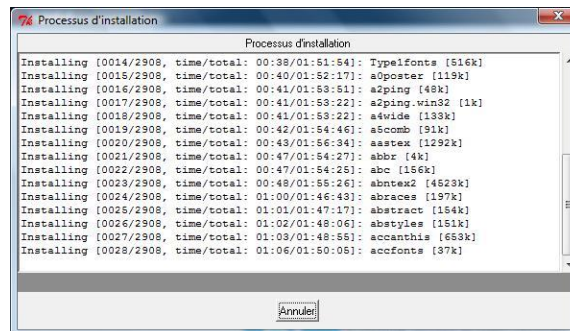 Processus d'installation
Processus d'installation
Installing [0014/2908, time/total: 00:38/01:51:54]: Type1fonts [516k]
Installing [0015/2908, time/total: 00:40/01:52:17]: a0poster [119k]
Installing [0016/2908, time/total: 00:41/01:53:51]: a2ping [48k]
Installing [0017/2908, time/total: 00:41/01:53:22]: a2ping.win32 [1k]
Installing [0018/2908, time/total: 00:41/01:53:22]: a4wide [133k]
Installing [0019/2908, time/total: 00:42/01:54:46]: a5comb [91k]
Installing [0020/2908, time/total: 00:43/01:56:34]: aastex [1292k]
Installing [0021/2908, time/total: 00:47/01:54:27]: abbr [4k]
Installing [0022/2908, time/total: 00:47/01:54:25]: abc [156k]
Installing [0023/2908, time/total: 00:48/01:55:26]: abntex2 [4523k]
Installing [0024/2908, time/total: 01:00/01:46:43]: abraces [197k]
Installing [0025/2908, time/total: 01:01/01:47:17]: abstract [154k]
Installing [0026/2908, time/total: 01:02/01:48:06]: abstyles [151k]
Installing [0027/2908, time/total: 01:03/01:48:55]: accanthis [653k]
Installing [0028/2908, time/total: 01:06/01:50:05]: accfonts [37k]
Annuler